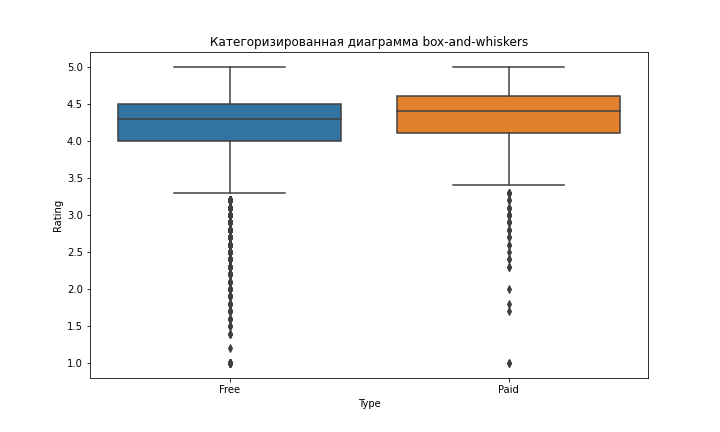 Категоризированная диаграмма box-and-whiskers
5.0
4.5
4.0
3.5
3.0
2.5
2.0
1.5
1.0
Rating
Free
Paid
Type